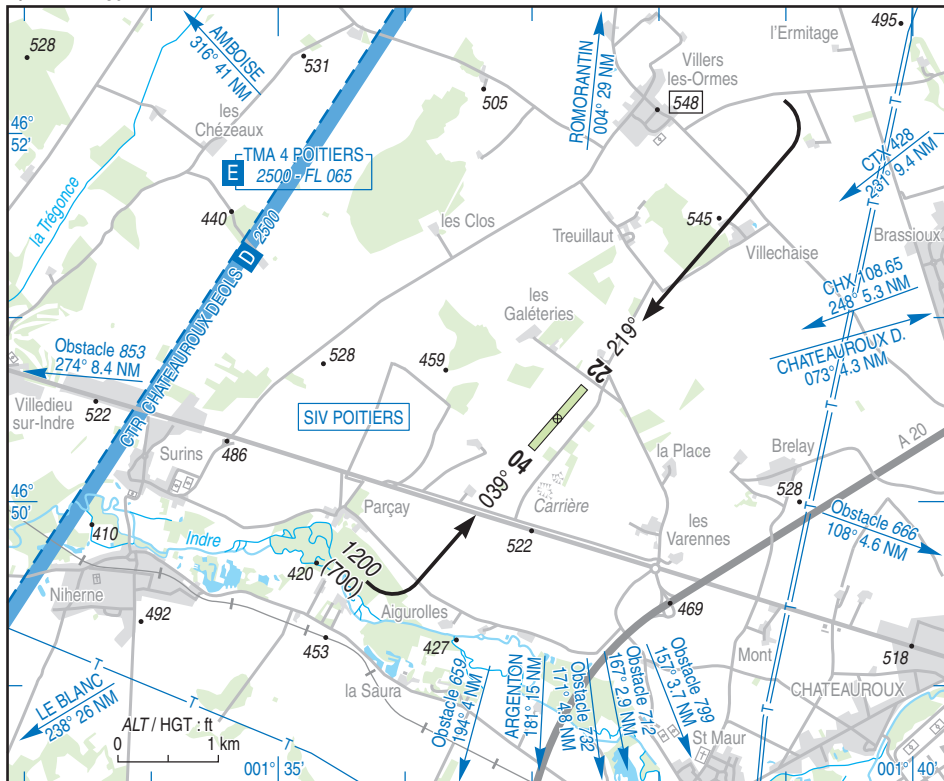 528
AMBOISE
316° 41 NM
531
les
Chézeaux
505
ROMORANTIN
004° 29 NM
Villers
les-Ormes
548
l'Ermitage
495
46°
52'
TMA 4 POITIERS
E
2500 - FL 065
la Trégonce
440
CTX 428
231° 9.4 NM
les Clos
545
Treuillaut
Villechaise
Brassioux
CTR CHATEAUROUX DEOLS
D
2500
CHX 108.65
248° 5.3 NM
les
Galéteries
CHATEAUROUX D.
073° 4.3 NM
Obstacle 853
274° 8.4 NM
528
459
22
219°
Villedieu
sur-Indre
522
SIV POITIERS
486
Surins
04
039°
la Place
Brelay
A 20
46°
50'
Parçay
Carrière
528
410
Indre
522
les
Varennes
Obstacle 666
108° 4.6 NM
1200
(700)
420
Niherne
492
Aigurolles
469
453
427
Mont
518
la Saura
CHATEAUROUX
LE BLANC
238° 26 NM
Obstacle 659
194° 4 NM
ARGENTON
181° 15 NM
Obstacle 732
171° 4.8 NM
Obstacle 712
167° 2.9 NM
Obstacle 799
157° 3.7 NM
St Maur
ALT / HGT : ft
0
1 km
001° 35'
001° 40'
T
T
T
T
T
T
T